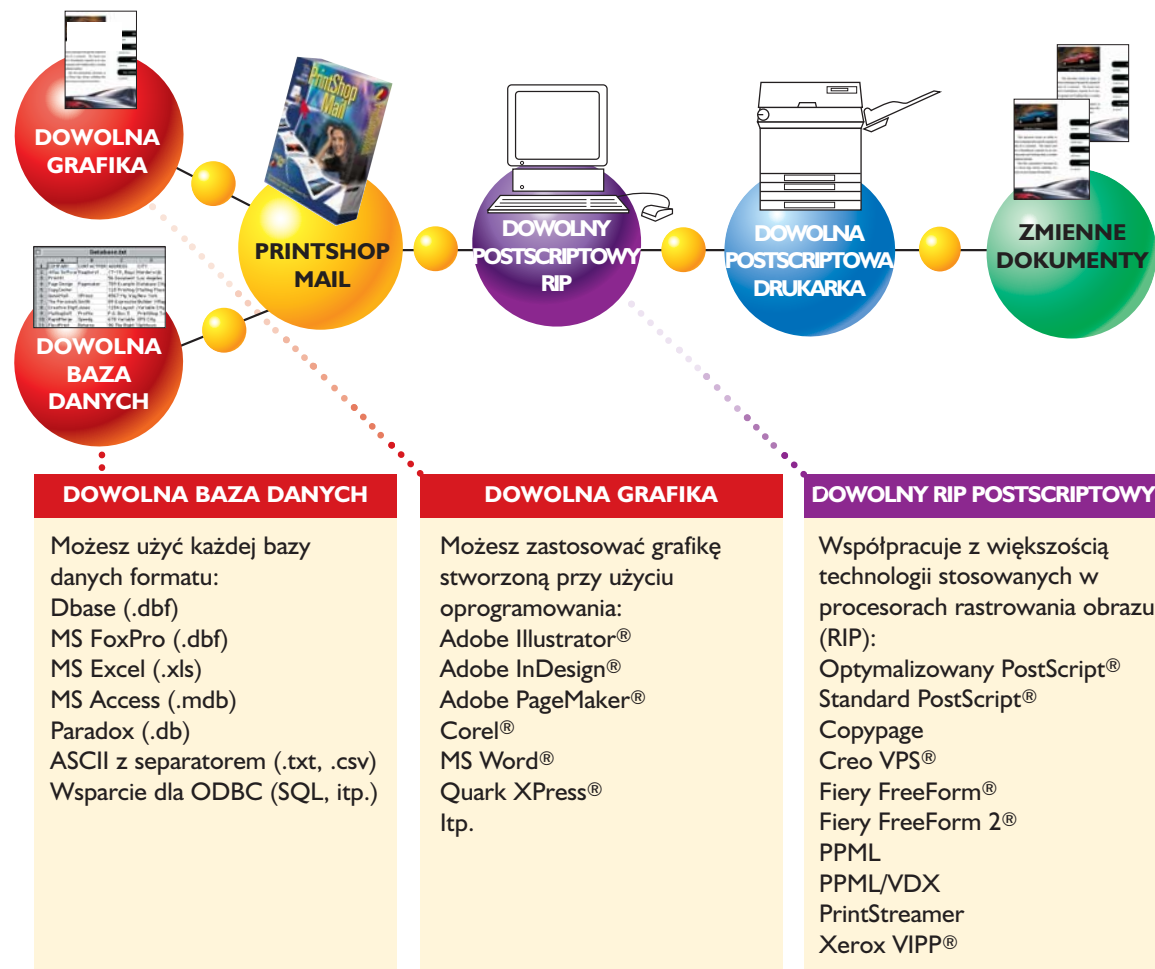 DOWOLNA
GRAFIKA
PrintShop
Mail
PRINTSHOP
MAIL
DOWOLNY
POSTSCRIPTOWY
RIP
DOWOLNA
POSTSCRIPTOWA
DRUKARKA
ZMIENNE
DOKUMENTY
Database.txt
DOWOLNA
BAZA
DANYCH
DOWOLNA BAZA DANYCH
Możesz użyć każdej bazy
danych formatu:
Dbase (.dbf)
MS FoxPro (.dbf)
MS Excel (.xls)
MS Access (.mdb)
Paradox (.db)
ASCII z separatorem (.txt, .csv)
Wsparcie dla ODBC (SQL, itp.)
DOWOLNA GRAFIKA
Możesz zastosować grafikę
stworzoną przy użyciu
oprogramowania:
Adobe Illustrator®
Adobe InDesign®
Adobe PageMaker®
Corel®
MS Word®
Quark XPress®
Itp.
DOWOLNY RIP POSTSCRIPTOWY
Współpracuje z większością
technologii stosowanych w
procesorach rastrowania obrazu
(RIP):
Optymalizowany PostScript®
Standard PostScript®
Copypage
Creo VPS®
Fiery FreeForm®
Fiery FreeForm 2®
PPML
PPML/VDX
PrintStreamer
Xerox VIPP®